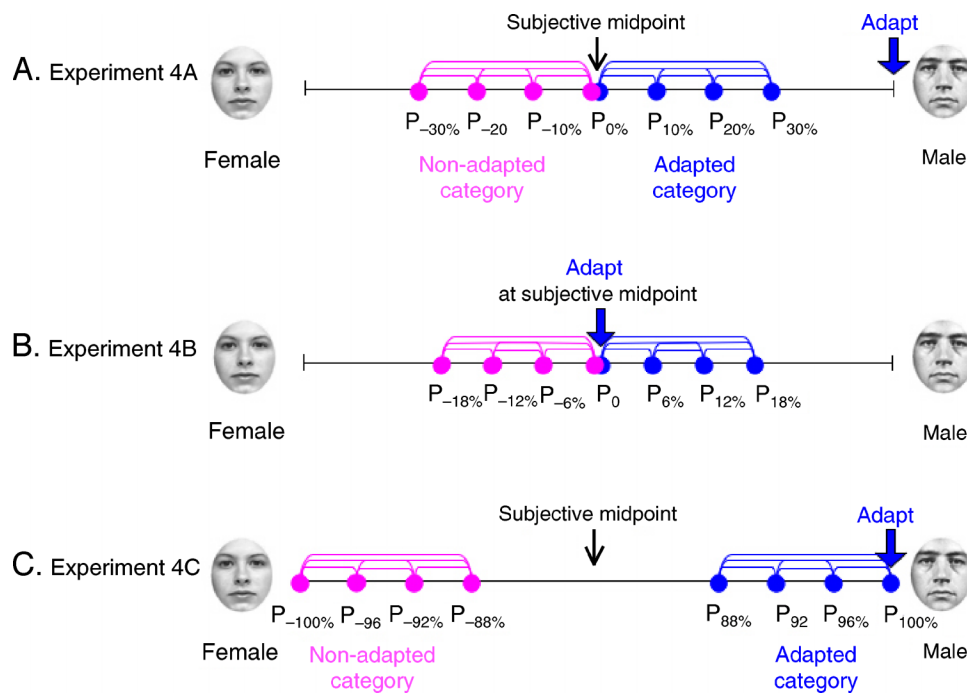 Subjective midpoint
Adapt
A. Experiment 4A
P–30% P–20 P–10% P0% P10% P20% P30%
Female
Non-adapted category
Adapted category
Male
Adapt
at subjective midpoint
B. Experiment 4B
P–18% P–12% P–6% P0 P6% P12% P18%
Female
Male
Subjective midpoint
Adapt
C. Experiment 4C
P–100% P–96 P–92% P–88% P88% P92 P96% P100%
Female
Non-adapted category
Adapted category
Male